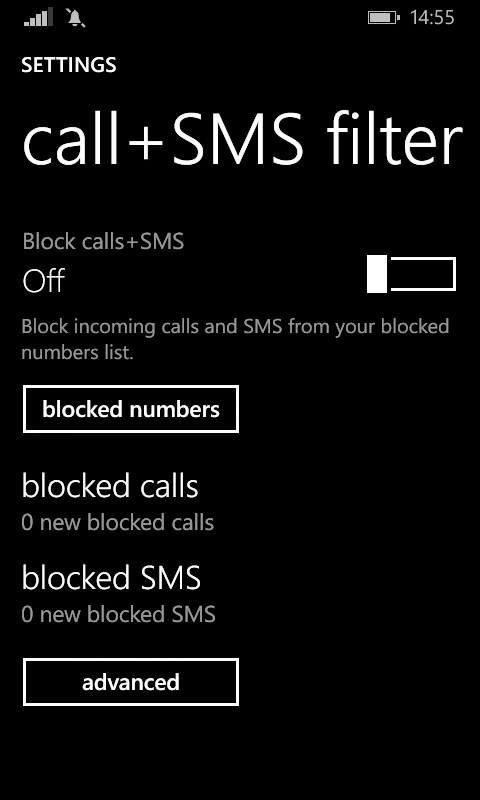 14:55
SETTINGS
call+SMS filter
Block calls+SMS
Off
Block incoming calls and SMS from your blocked
numbers list.
blocked numbers
blocked calls
0 new blocked calls
blocked SMS
0 new blocked SMS
advanced